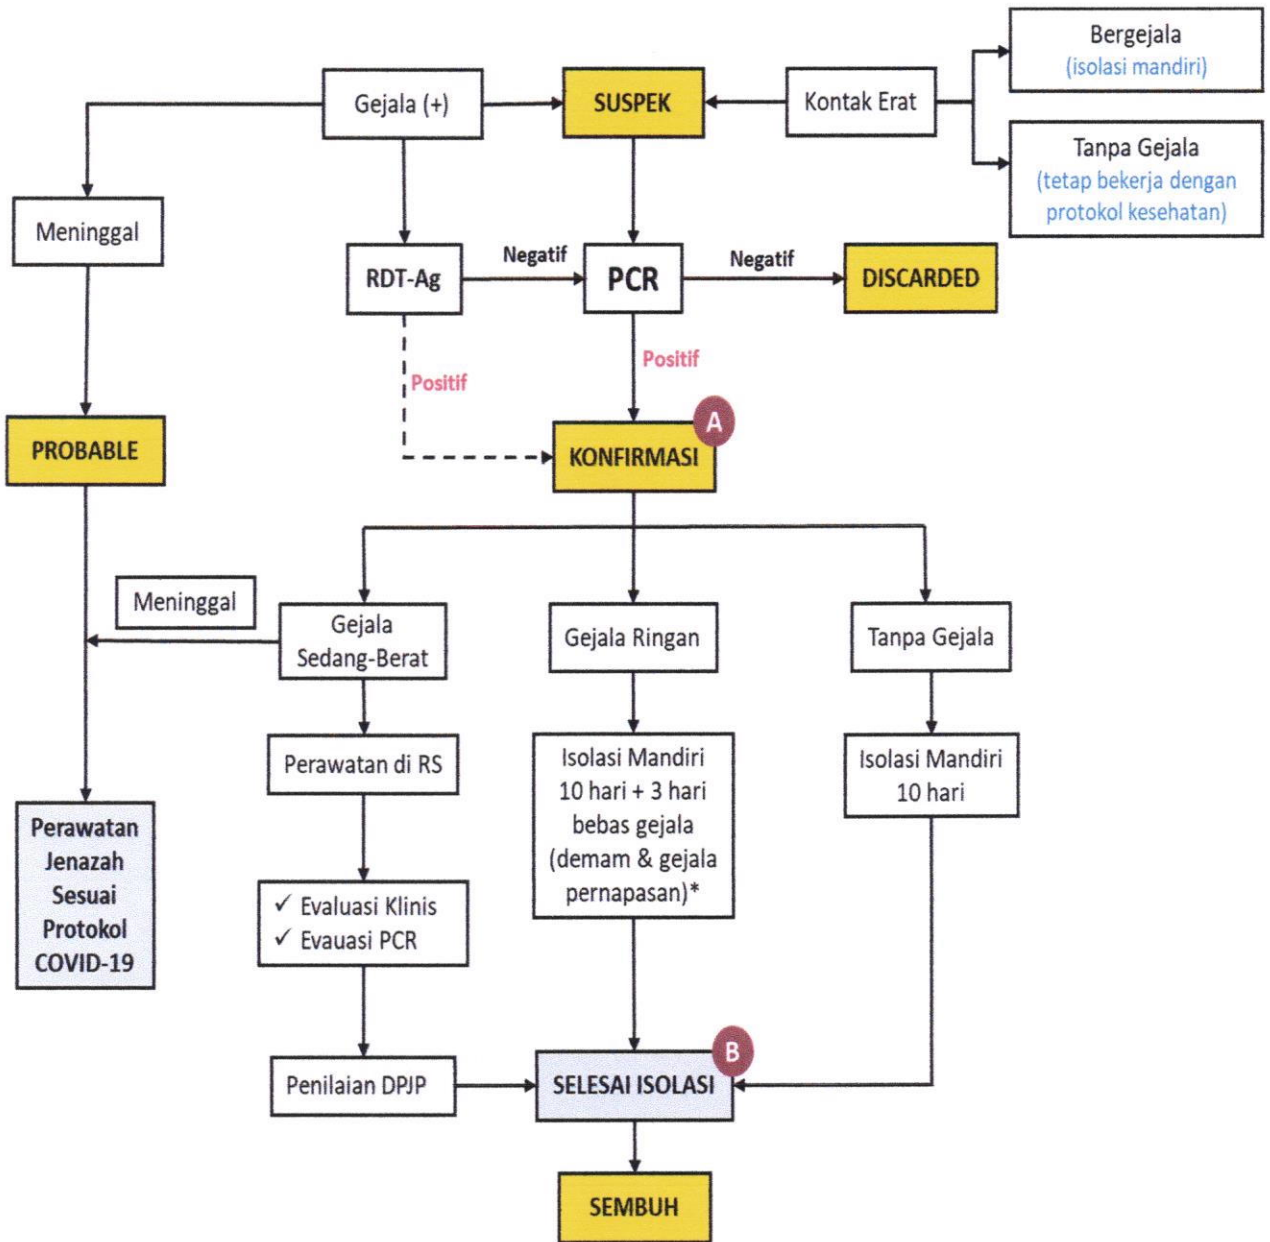 Bergejala
(isolasi mandiri)
Gejala (+)
SUSPEK
Kontak Erat
Tanpa Gejala
(tetap bekerja dengan
protokol kesehatan)
Meninggal
RDT-Ag
Negatif
PCR
Negatif
DISCARDED
Positif
Positif
A
PROBABLE
KONFIRMASI
Meninggal
Gejala
Sedang-Berat
Gejala Ringan
Tanpa Gejala
Perawatan di RS
Isolasi Mandiri
10 hari + 3 hari
bebas gejala
(demam & gejala
pernapasan)*
Isolasi Mandiri
10 hari
Perawatan
Jenazah
Sesuai
Protokol
COVID-19
✓ Evaluasi Klinis
✓ Evauasi PCR
B
Penilaian DPJP
SELESAI ISOLASI
SEMBUH